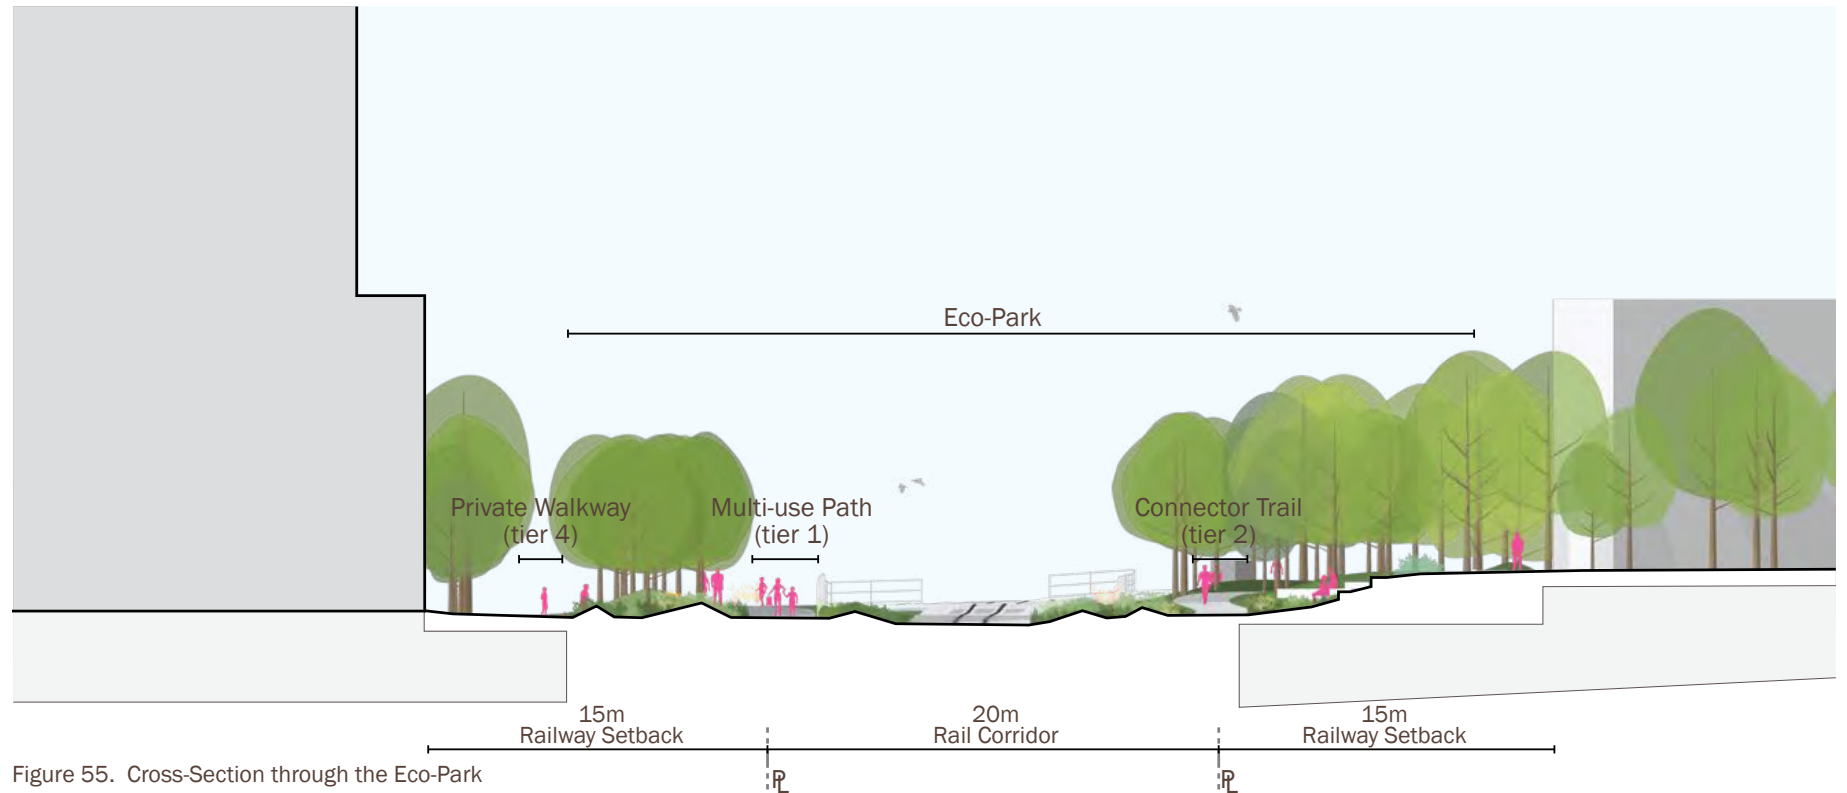 Eco-Park
Private Walkway
(tier 4)
Multi-use Path
(tier 1)
Connector Trail
(tier 2)
15m
Railway Setback
20m
Rail Corridor
15m
Railway Setback
PL
PL
Figure 55. Cross-Section through the Eco-Park